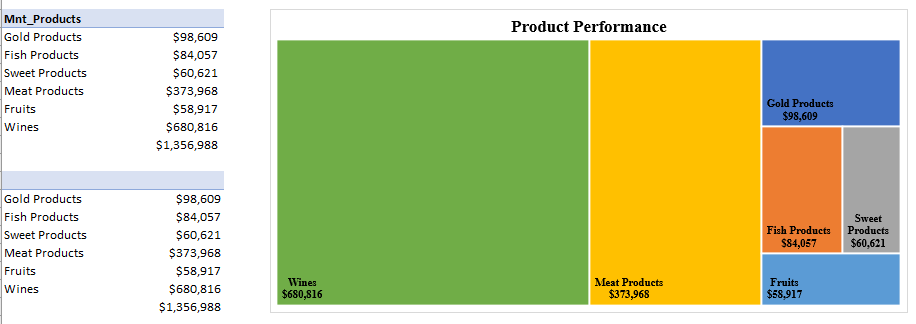 Mnt_Products
Gold Products $98,609
Fish Products $84,057
Sweet Products $60,621
Meat Products $373,968
Fruits $58,917
Wines $680,816
$1,356,988
Gold Products $98,609
Fish Products $84,057
Sweet Products $60,621
Meat Products $373,968
Fruits $58,917
Wines $680,816
$1,356,988
Product Performance
Wines
$680,816
Meat Products
$373,968
Gold Products
$98,609
Fish Products
$84,057
Sweet
Products
$60,621
Fruits
$58,917